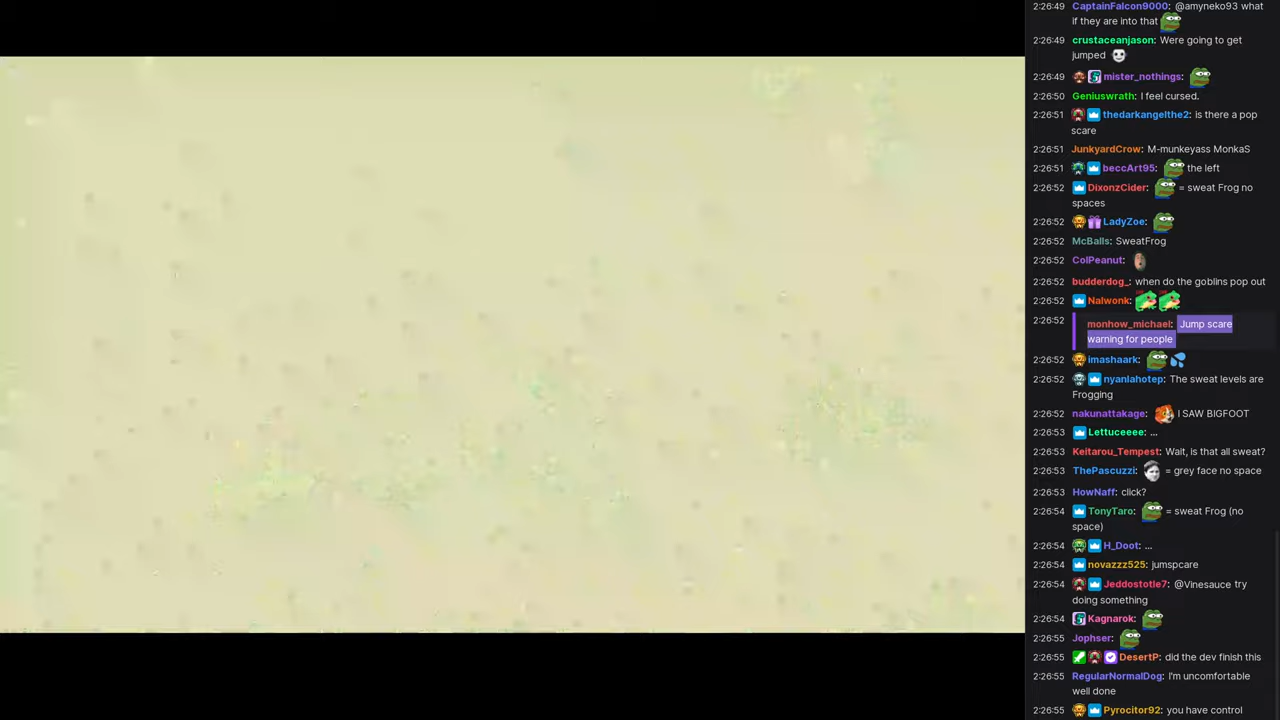 2:26:49 CaptainFalcon9000: @amyneko93 what
if they are into that
2:26:49 crustaceanjason: Were going to get
jumped
2:26:49 mister_nothings:
2:26:50 Geniuswrath: I feel cursed.
2:26:51 thedarkangelthe2: is there a pop
scare
2:26:51 JunkyardCrow: M-munkeyass MonkaS
2:26:51 beccArt95: the left
2:26:52 DixonzCider: = sweat Frog no
spaces
2:26:52 LadyZoe:
2:26:52 McBalls: SweatFrog
2:26:52 ColPeanut:
2:26:52 budderdog_: when do the goblins pop out
2:26:52 Nalwonk:
2:26:52 monhow_michael: Jump scare
warning for people
2:26:52 imashaark:
2:26:52 nyanlahotep: The sweat levels are
Frogging
2:26:52 nakunattakage: I SAW BIGFOOT
2:26:53 Lettuceeee: ...
2:26:53 Keitarou_Tempest: Wait, is that all sweat?
2:26:53 ThePascuzzi: = grey face no space
2:26:53 HowNaff: click?
2:26:54 TonyTaro: = sweat Frog (no
space)
2:26:54 H_Doot: ...
2:26:54 novazzz525: jumspcare
2:26:54 Jeddostotle7: @Vinesauce try
doing something
2:26:54 Kagnarok:
2:26:55 Jophser:
2:26:55 DesertP: did the dev finish this
2:26:55 RegularNormalDog: I'm uncomfortable
well done
2:26:55 Pyrocitor92: you have control